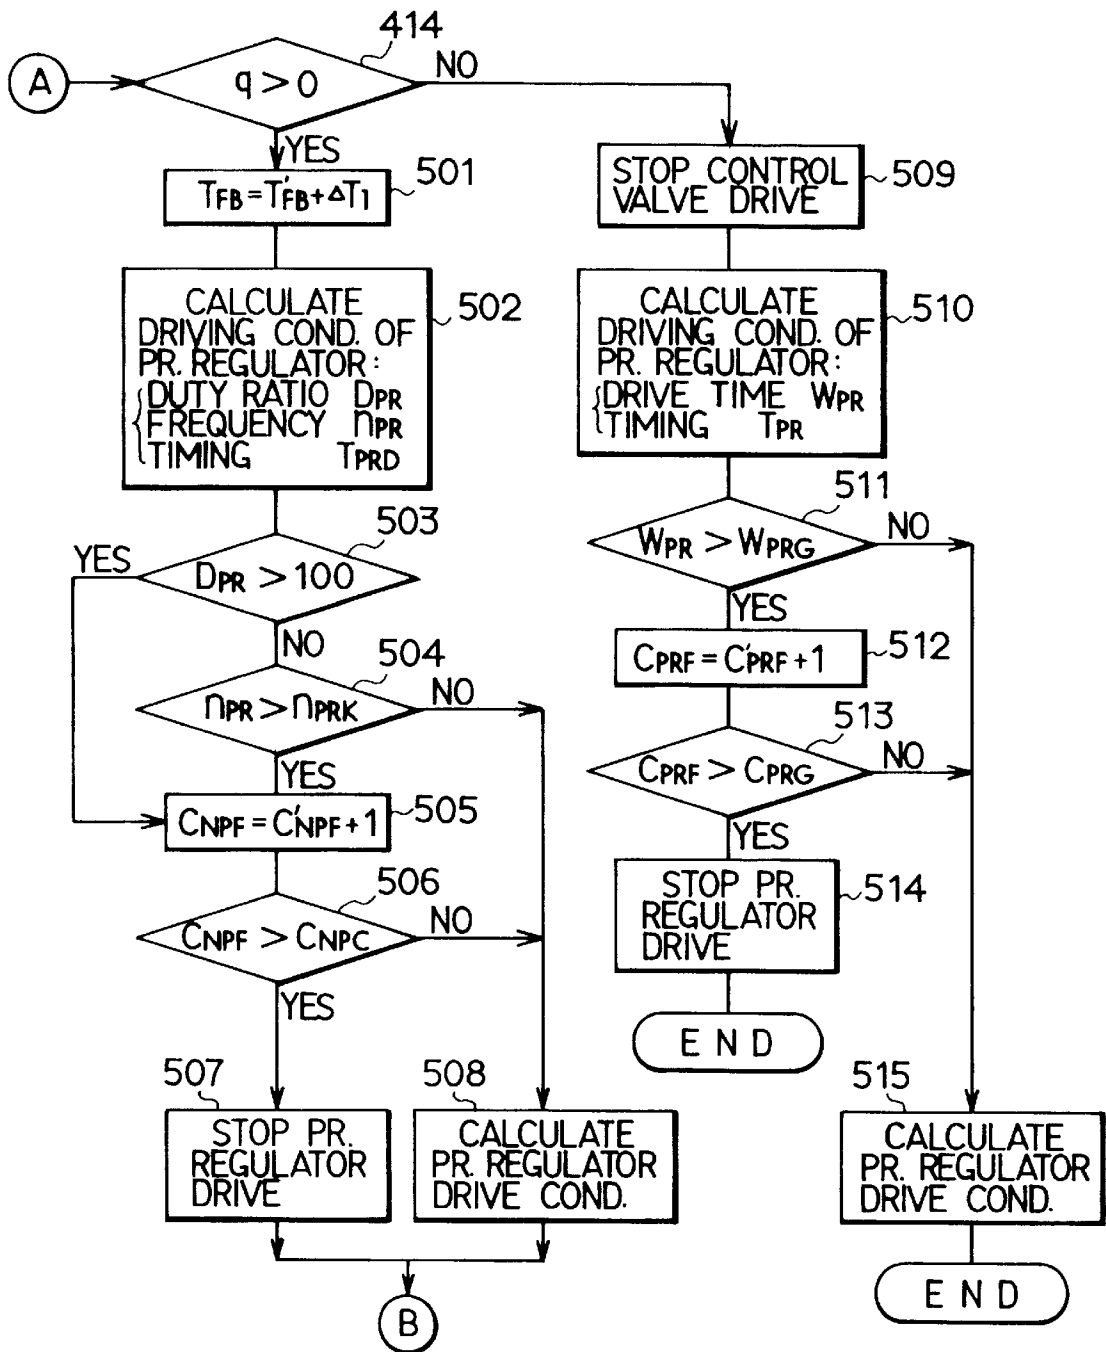 414
A
q > 0
NO
YES
TFB = T'FB + ΔT1
501
CALCULATE
DRIVING COND. OF
PR. REGULATOR:
DUTY RATIO DPR
FREQUENCY nPR
TIMING TPRD
502
503
YES
DPR > 100
NO
504
nPR > nPRK
NO
YES
CNPF = C'NPF + 1
505
506
CNPF > CNPC
NO
YES
507
STOP PR.
REGULATOR
DRIVE
508
CALCULATE
PR. REGULATOR
DRIVE COND.
B
STOP CONTROL
VALVE DRIVE
509
CALCULATE
DRIVING COND. OF
PR. REGULATOR:
DRIVE TIME WPR
TIMING TPR
510
511
WPR > WPRG
NO
YES
CPRF = C'PRF + 1
512
513
CPRF > CPRG
NO
YES
STOP PR.
REGULATOR
DRIVE
514
END
515
CALCULATE
PR. REGULATOR
DRIVE COND.
END